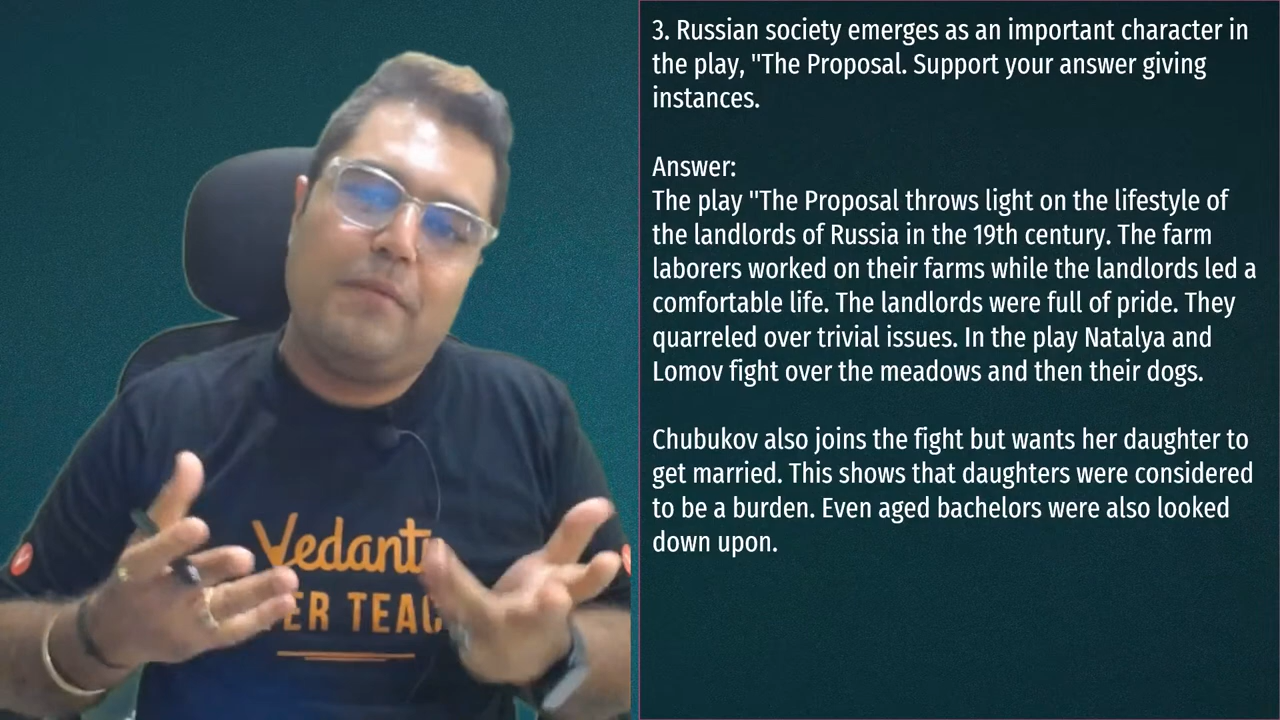 3. Russian society emerges as an important character in
the play, "The Proposal. Support your answer giving
instances.
Answer:
The play "The Proposal throws light on the lifestyle of
the landlords of Russia in the 19th century. The farm
laborers worked on their farms while the landlords led a
comfortable life. The landlords were full of pride. They
quarreled over trivial issues. In the play Natalya and
Lomov fight over the meadows and then their dogs.
Chubukov also joins the fight but wants her daughter to
get married. This shows that daughters were considered
to be a burden. Even aged bachelors were also looked
down upon.